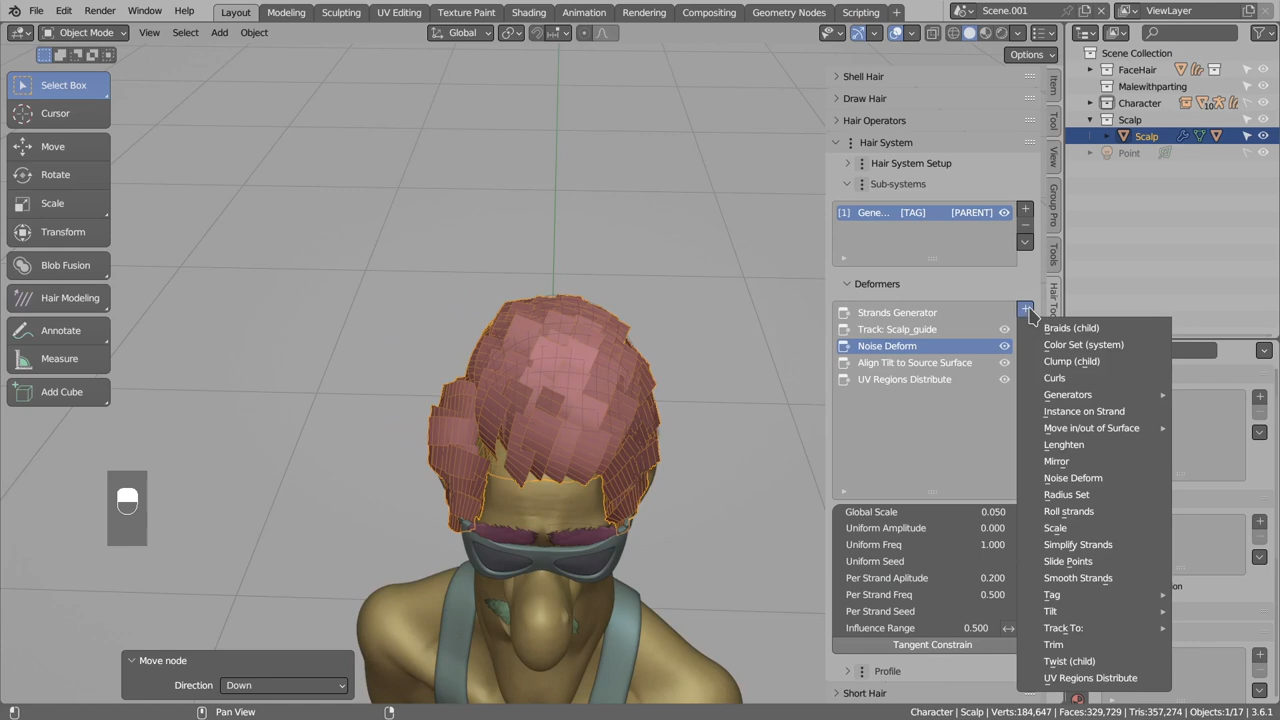 File Edit Render Window Help Layout Modeling Sculpting UV Editing Texture Paint Shading Animation Rendering Compositing Geometry Nodes Scripting + Scene.001 ViewLayer
Object Mode View Select Add Object Global
Options
Select Box
Cursor
Move
Rotate
Scale
Transform
Blob Fusion
Hair Modeling
Annotate
Measure
Add Cube
Move node
Direction Down
Shell Hair
Draw Hair
Hair Operators
Hair System
Hair System Setup
Sub-systems
[1] Gene... [TAG] [PARENT]
Deformers
Strands Generator
Track: Scalp_guide
Noise Deform
Align Tilt to Source Surface
UV Regions Distribute
Global Scale 0.050
Uniform Amplitude 0.000
Uniform Freq 1.000
Uniform Seed
Per Strand Aplitude 0.200
Per Strand Freq 0.500
Per Strand Seed
Influence Range 0.500
Tangent Constrain
Profile
Short Hair
Item
Tool
View
Group Pro
Tools
Braids (child)
Color Set (system)
Clump (child)
Curls
Generators
Instance on Strand
Move in/out of Surface
Lenghten
Mirror
Noise Deform
Radius Set
Roll strands
Scale
Simplify Strands
Slide Points
Smooth Strands
Tag
Tilt
Track To:
Trim
Twist (child)
UV Regions Distribute
Scene Collection
FaceHair
Malewithparting
Character 10
Scalp
Scalp
Point
Pan View
Character | Scalp | Verts:184,647 | Faces:329,729 | Tris:357,274 | Objects:1/17 | 3.6.1